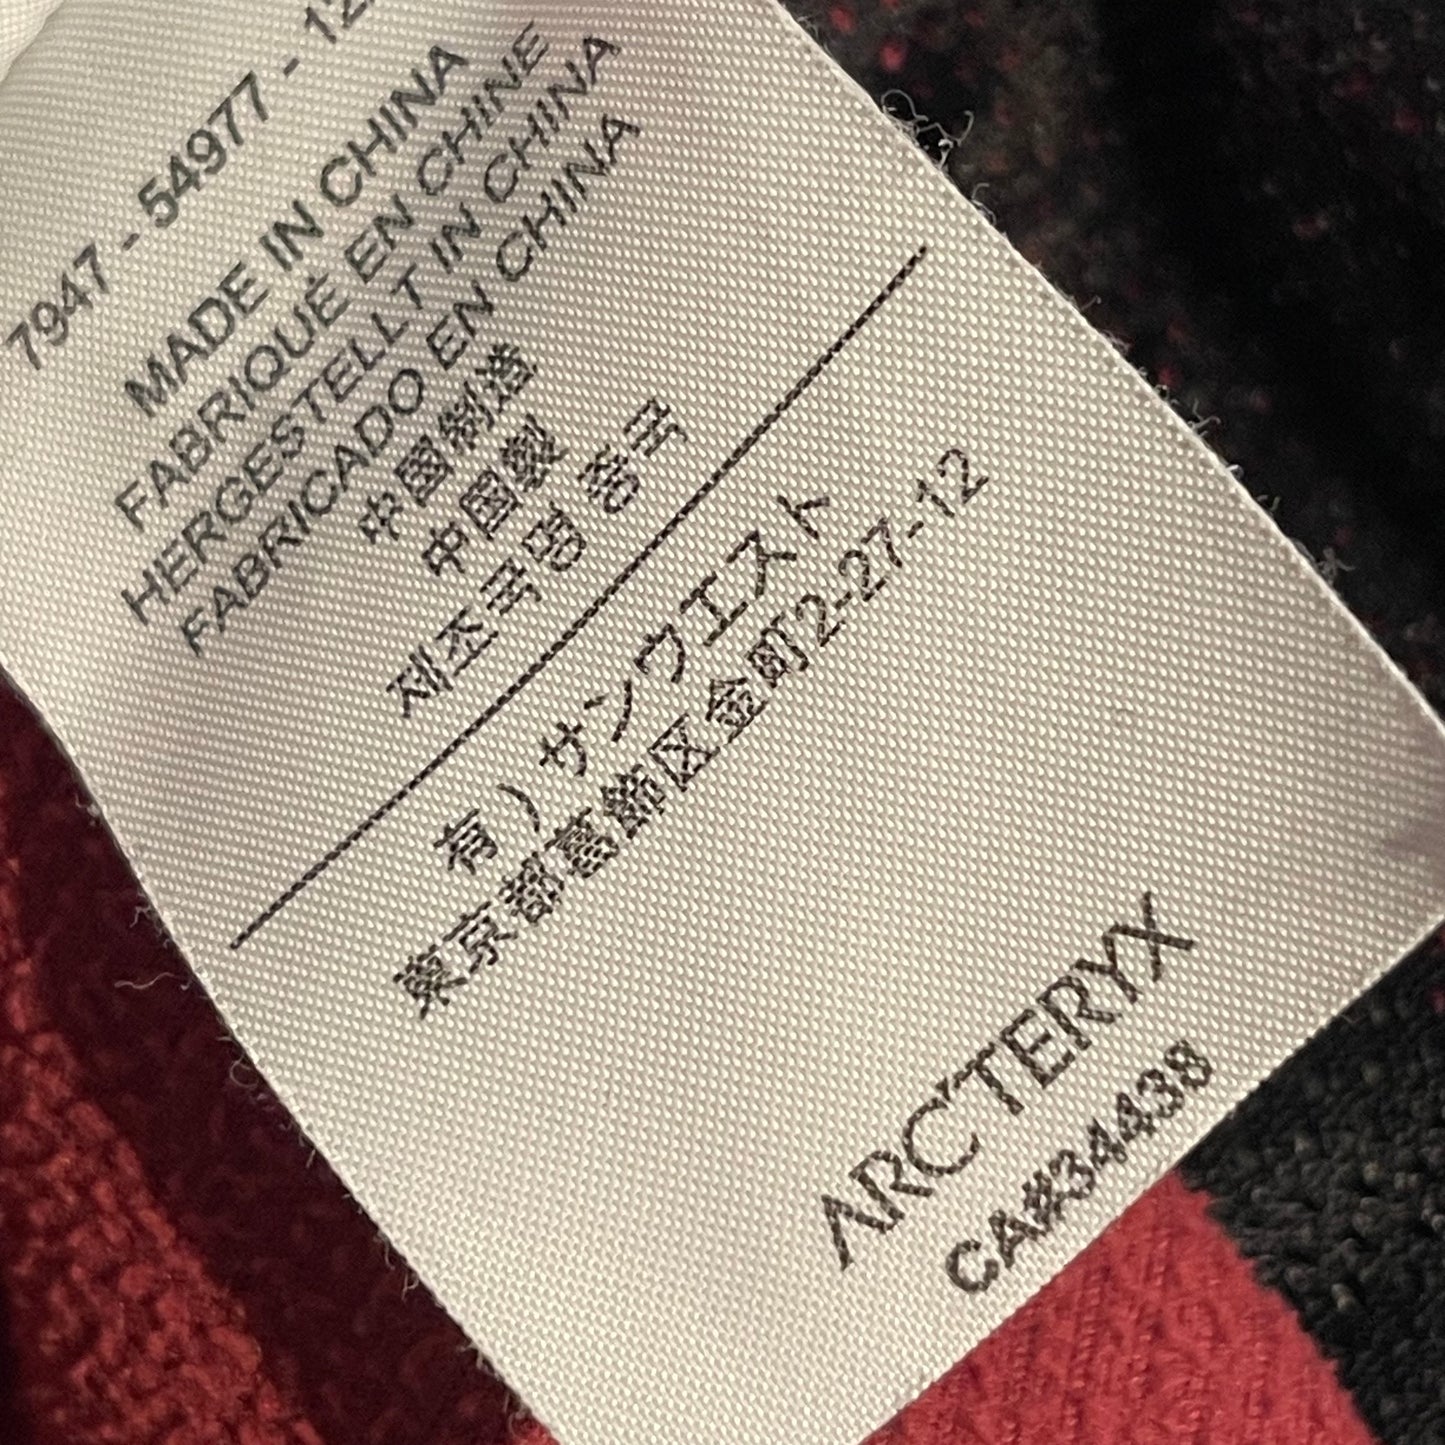 7947 - 54977 - 12
MADE IN CHINA
FABRIQUÉ EN CHINE
HERGESTELLT IN CHINA
FABRICADO EN CHINA
中國制造
中国製
제조국명 중국
有）サンウエスト
東京都葛飾区金町2-27-12
ARC'TERYX
CA#34438